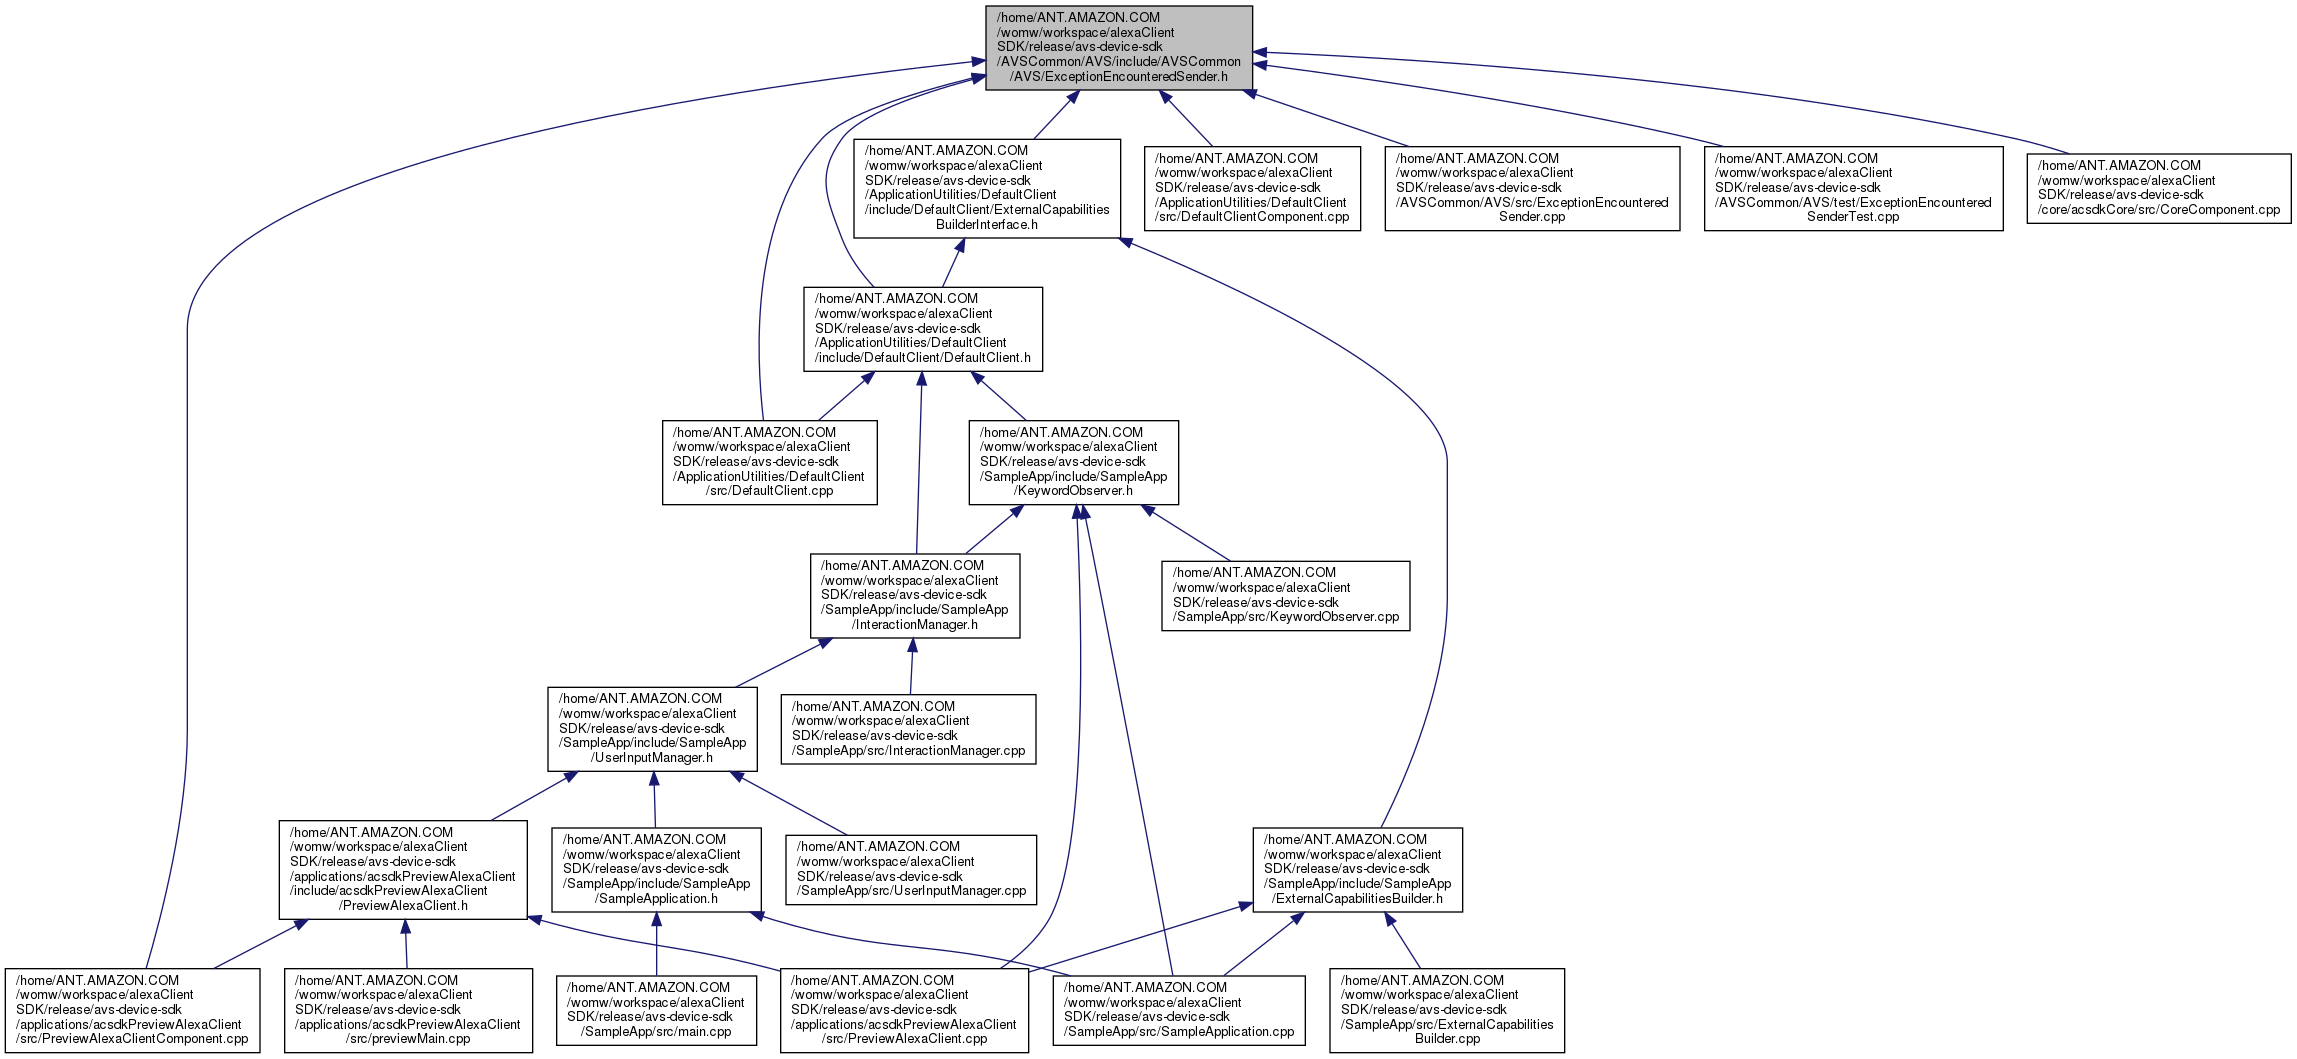 /home/ANT.AMAZON.COM
/womw/workspace/alexaClient
SDK/release/avs-device-sdk
/AVSCommon/AVS/include/AVSCommon
/AVS/ExceptionEncounteredSender.h
/home/ANT.AMAZON.COM
/womw/workspace/alexaClient
SDK/release/avs-device-sdk
/ApplicationUtilities/DefaultClient
/include/DefaultClient/ExternalCapabilities
BuilderInterface.h
/home/ANT.AMAZON.COM
/womw/workspace/alexaClient
SDK/release/avs-device-sdk
/ApplicationUtilities/DefaultClient
/src/DefaultClientComponent.cpp
/home/ANT.AMAZON.COM
/womw/workspace/alexaClient
SDK/release/avs-device-sdk
/AVSCommon/AVS/src/ExceptionEncountered
Sender.cpp
/home/ANT.AMAZON.COM
/womw/workspace/alexaClient
SDK/release/avs-device-sdk
/AVSCommon/AVS/test/ExceptionEncountered
SenderTest.cpp
/home/ANT.AMAZON.COM
/womw/workspace/alexaClient
SDK/release/avs-device-sdk
/core/acsdkCore/src/CoreComponent.cpp
/home/ANT.AMAZON.COM
/womw/workspace/alexaClient
SDK/release/avs-device-sdk
/ApplicationUtilities/DefaultClient
/include/DefaultClient/DefaultClient.h
/home/ANT.AMAZON.COM
/womw/workspace/alexaClient
SDK/release/avs-device-sdk
/ApplicationUtilities/DefaultClient
/src/DefaultClient.cpp
/home/ANT.AMAZON.COM
/womw/workspace/alexaClient
SDK/release/avs-device-sdk
/SampleApp/include/SampleApp
/KeywordObserver.h
/home/ANT.AMAZON.COM
/womw/workspace/alexaClient
SDK/release/avs-device-sdk
/SampleApp/include/SampleApp
/InteractionManager.h
/home/ANT.AMAZON.COM
/womw/workspace/alexaClient
SDK/release/avs-device-sdk
/SampleApp/src/KeywordObserver.cpp
/home/ANT.AMAZON.COM
/womw/workspace/alexaClient
SDK/release/avs-device-sdk
/SampleApp/include/SampleApp
/UserInputManager.h
/home/ANT.AMAZON.COM
/womw/workspace/alexaClient
SDK/release/avs-device-sdk
/SampleApp/src/InteractionManager.cpp
/home/ANT.AMAZON.COM
/womw/workspace/alexaClient
SDK/release/avs-device-sdk
/applications/acsdkPreviewAlexaClient
/include/acsdkPreviewAlexaClient
/PreviewAlexaClient.h
/home/ANT.AMAZON.COM
/womw/workspace/alexaClient
SDK/release/avs-device-sdk
/SampleApp/include/SampleApp
/SampleApplication.h
/home/ANT.AMAZON.COM
/womw/workspace/alexaClient
SDK/release/avs-device-sdk
/SampleApp/src/UserInputManager.cpp
/home/ANT.AMAZON.COM
/womw/workspace/alexaClient
SDK/release/avs-device-sdk
/SampleApp/include/SampleApp
/ExternalCapabilitiesBuilder.h
/home/ANT.AMAZON.COM
/womw/workspace/alexaClient
SDK/release/avs-device-sdk
/applications/acsdkPreviewAlexaClient
/src/PreviewAlexaClientComponent.cpp
/home/ANT.AMAZON.COM
/womw/workspace/alexaClient
SDK/release/avs-device-sdk
/applications/acsdkPreviewAlexaClient
/src/previewMain.cpp
/home/ANT.AMAZON.COM
/womw/workspace/alexaClient
SDK/release/avs-device-sdk
/SampleApp/src/main.cpp
/home/ANT.AMAZON.COM
/womw/workspace/alexaClient
SDK/release/avs-device-sdk
/applications/acsdkPreviewAlexaClient
/src/PreviewAlexaClient.cpp
/home/ANT.AMAZON.COM
/womw/workspace/alexaClient
SDK/release/avs-device-sdk
/SampleApp/src/SampleApplication.cpp
/home/ANT.AMAZON.COM
/womw/workspace/alexaClient
SDK/release/avs-device-sdk
/SampleApp/src/ExternalCapabilities
Builder.cpp